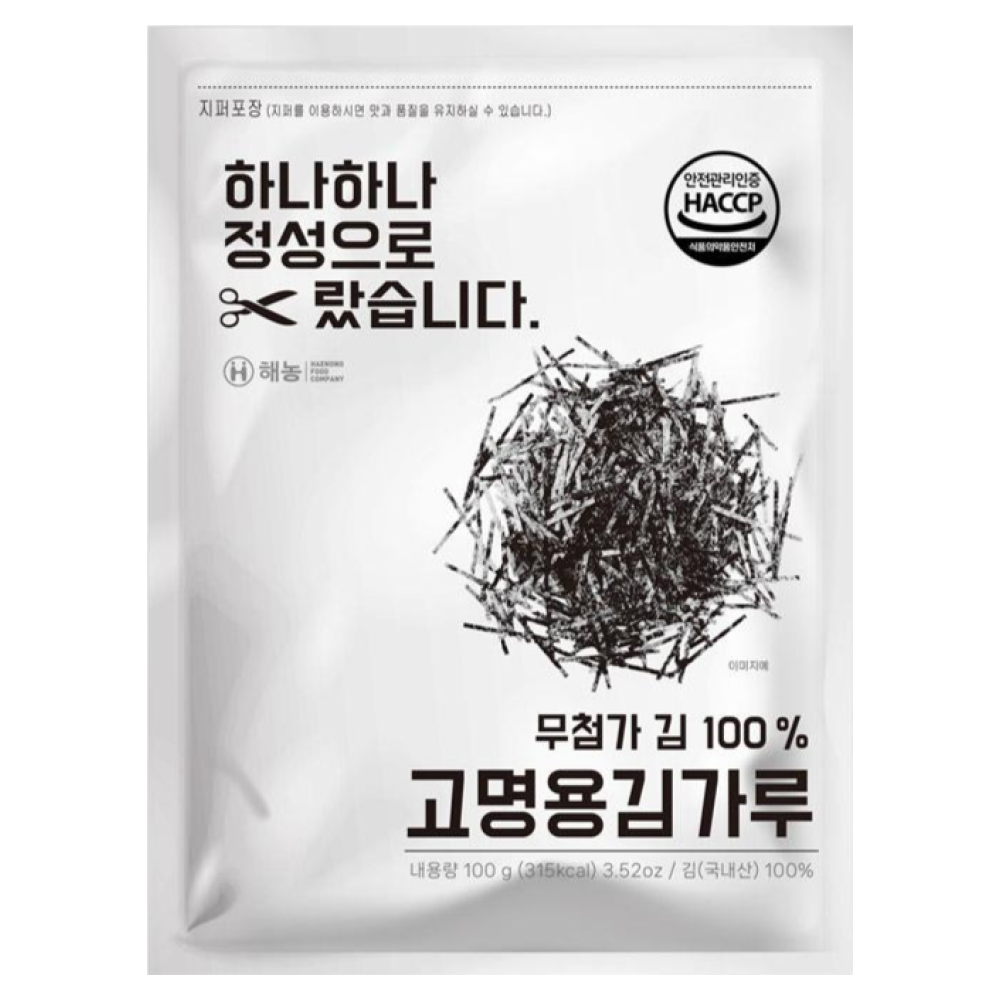 지퍼포장 (지퍼를 이용하시면 맛과 품질을 유지하실 수 있습니다.)
하나하나
정성으로
랐습니다.
안전관리인증
HACCP
식품의약품안전처
해농
HAENONG
FOOD
COMPANY
이미지예
무첨가 김 100 %
고명용김가루
내용량 100 g (315kcal) 3.52oz / 김(국내산) 100%